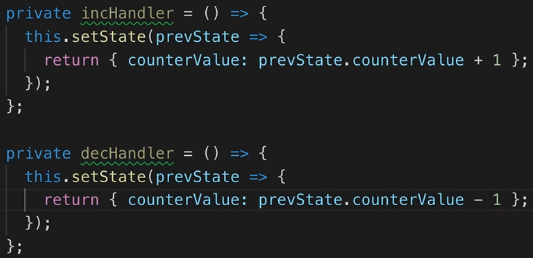 private incHandler = () => {
this.setState(prevState => {
return { counterValue: prevState.counterValue + 1 };
});
};
private decHandler = () => {
this.setState(prevState => {
return { counterValue: prevState.counterValue - 1 };
});
};